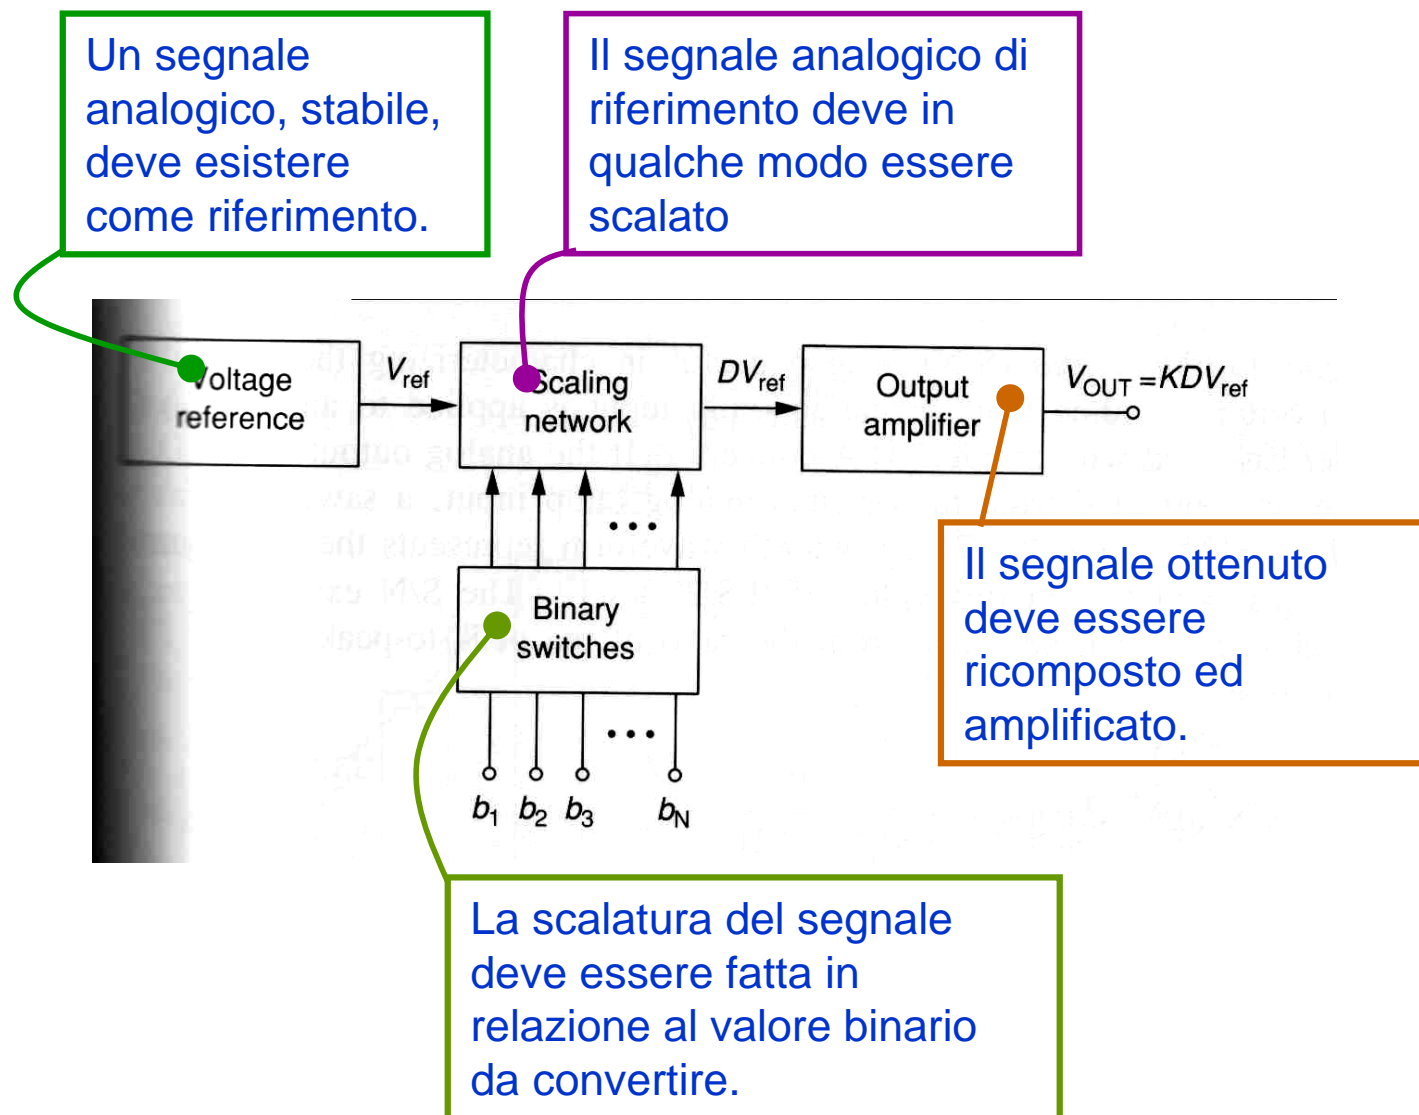 Un segnale
analogico, stabile,
deve esistere
come riferimento.
Il segnale analogico di
riferimento deve in
qualche modo essere
scalato
Voltage
reference
Vref
Scaling
network
DVref
Output
amplifier
VOUT = KDVref
Binary
switches
b1 b2 b3 bN
Il segnale ottenuto
deve essere
ricomposto ed
amplificato.
La scalatura del segnale
deve essere fatta in
relazione al valore binario
da convertire.